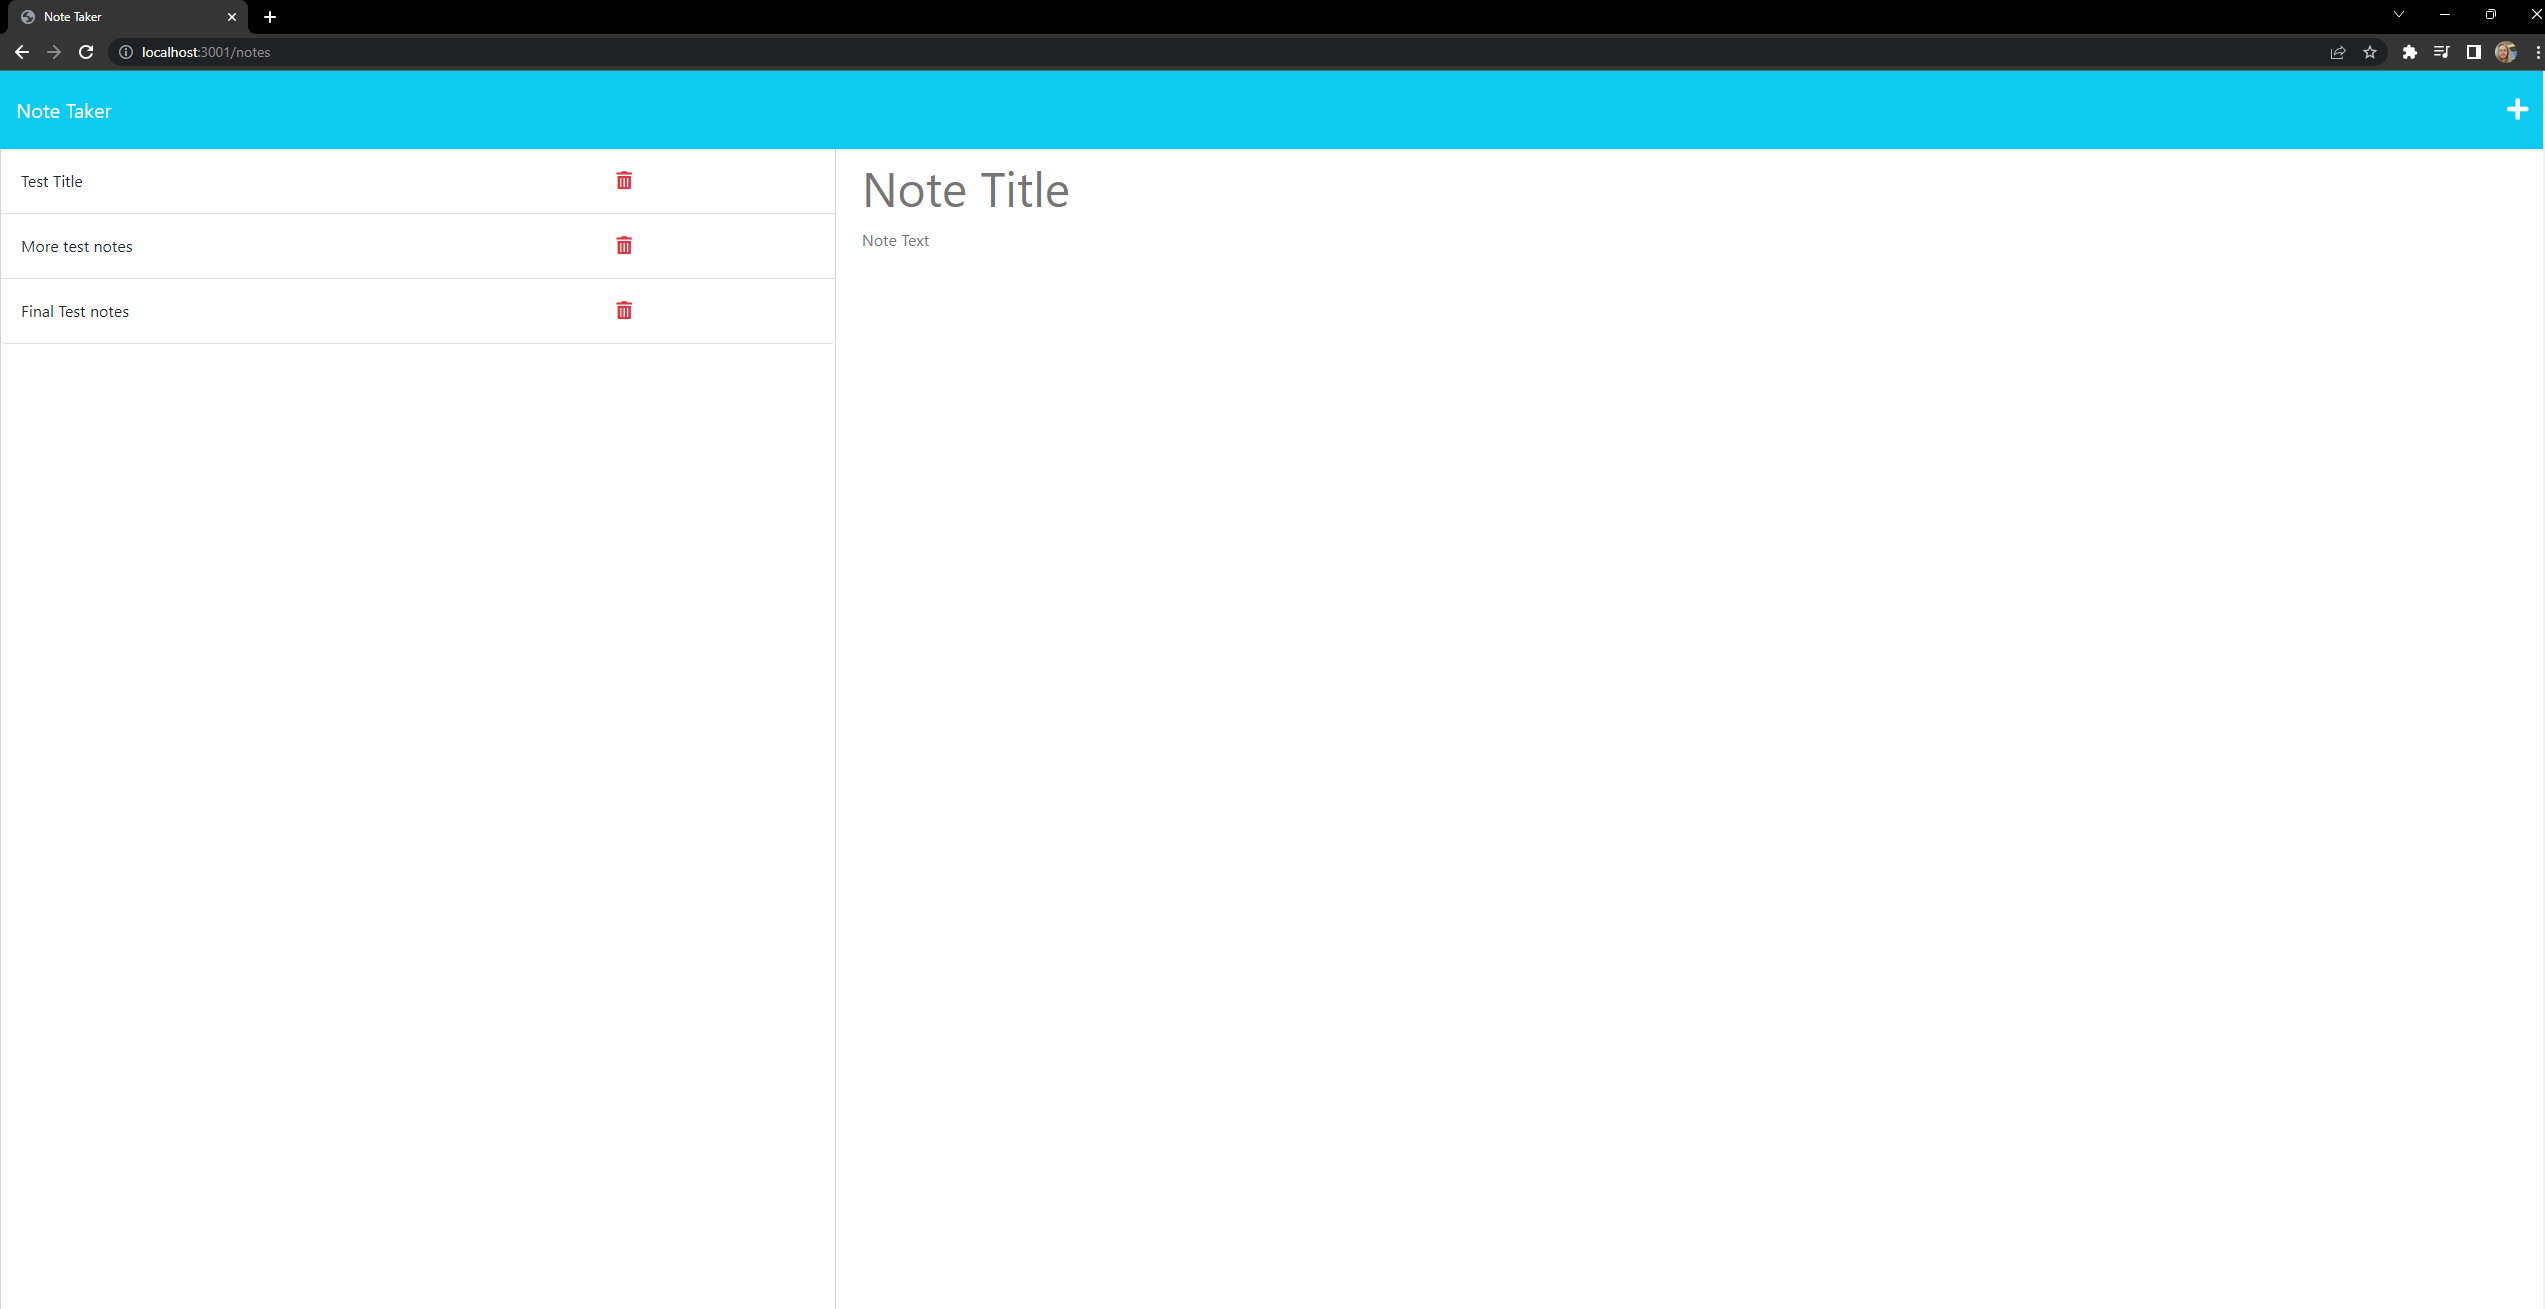 Note Taker
localhost:3001/notes
Note Taker
Test Title
More test notes
Final Test notes
Note Title
Note Text